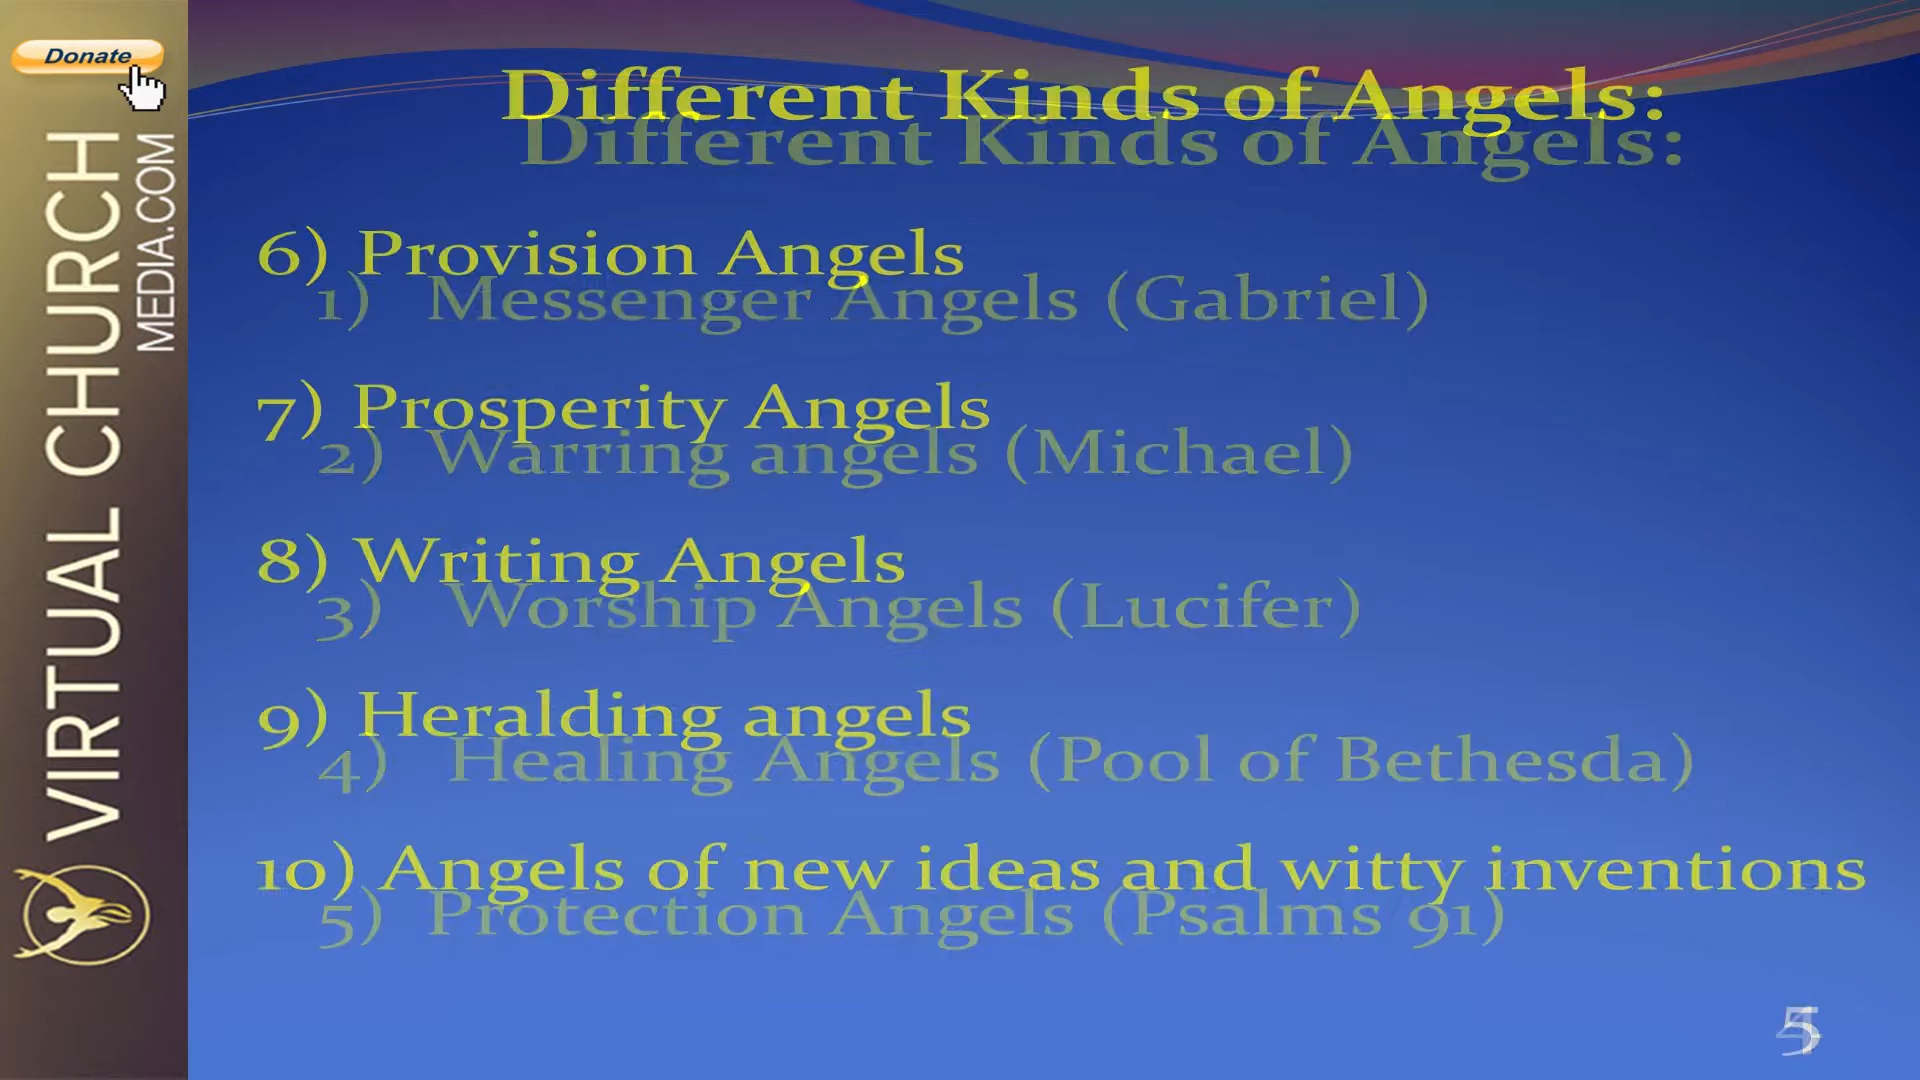 Donate
VIRTUAL CHURCH
MEDIA.COM
Different Kinds of Angels:
Different Kinds of Angels:
6) Provision Angels
1) Messenger Angels (Gabriel)
7) Prosperity Angels
2) Warring angels (Michael)
8) Writing Angels
3) Worship Angels (Lucifer)
9) Heralding angels
4) Healing Angels (Pool of Bethesda)
10) Angels of new ideas and witty inventions
5) Protection Angels (Psalms 91)
5